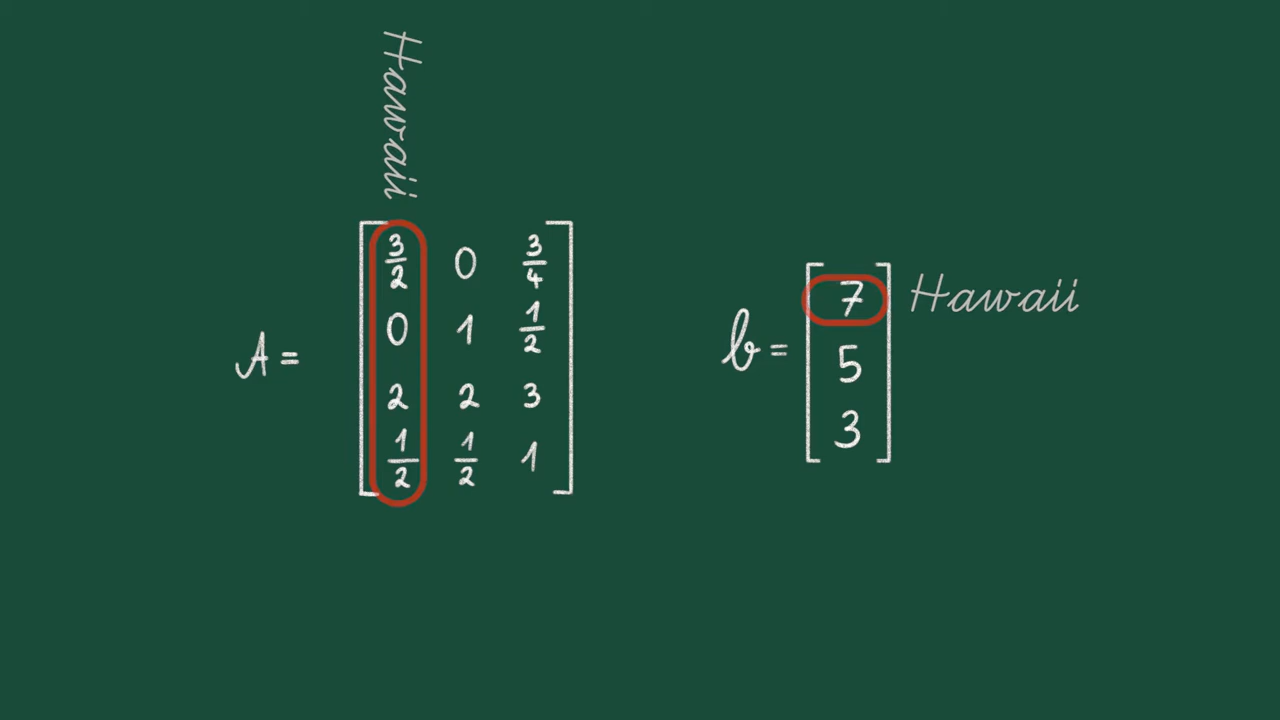 Hawaii
A = [ 3/2 0 3/4
0 1 1/2
2 2 3
1/2 1/2 1 ]
b = [ 7
5
3 ]
Hawaii